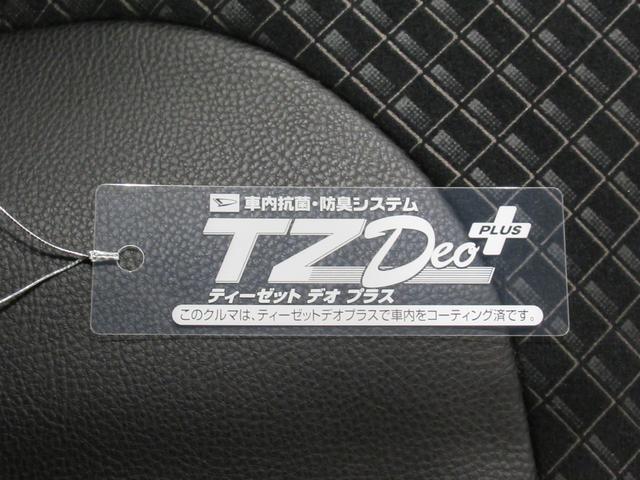 車内抗菌・防臭システム
TZ Deo PLUS
ティーゼット デオ プラス
このクルマは、ティーゼットデオプラスで車内をコーティング済です。